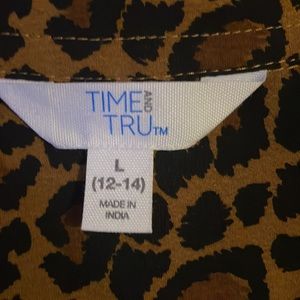 TIME AND
TRU™
L
(12-14)
MADE IN
INDIA